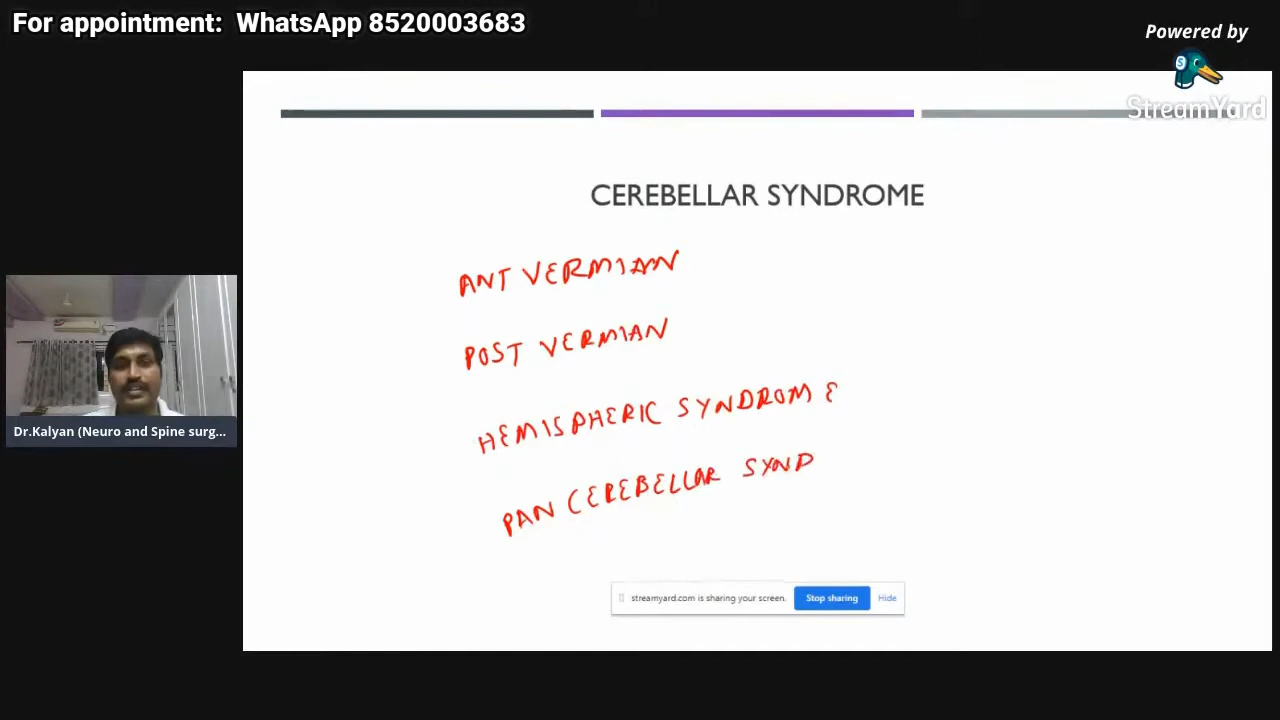 For appointment: WhatsApp 8520003683
Powered by
StreamYard
CEREBELLAR SYNDROME
ANT VERMIAN
POST VERMIAN
HEMISPHERIC SYNDROME
PAN CEREBELLAR SYND
Dr.Kalyan (Neuro and Spine surg...
streamyard.com is sharing your screen.
Stop sharing
Hide